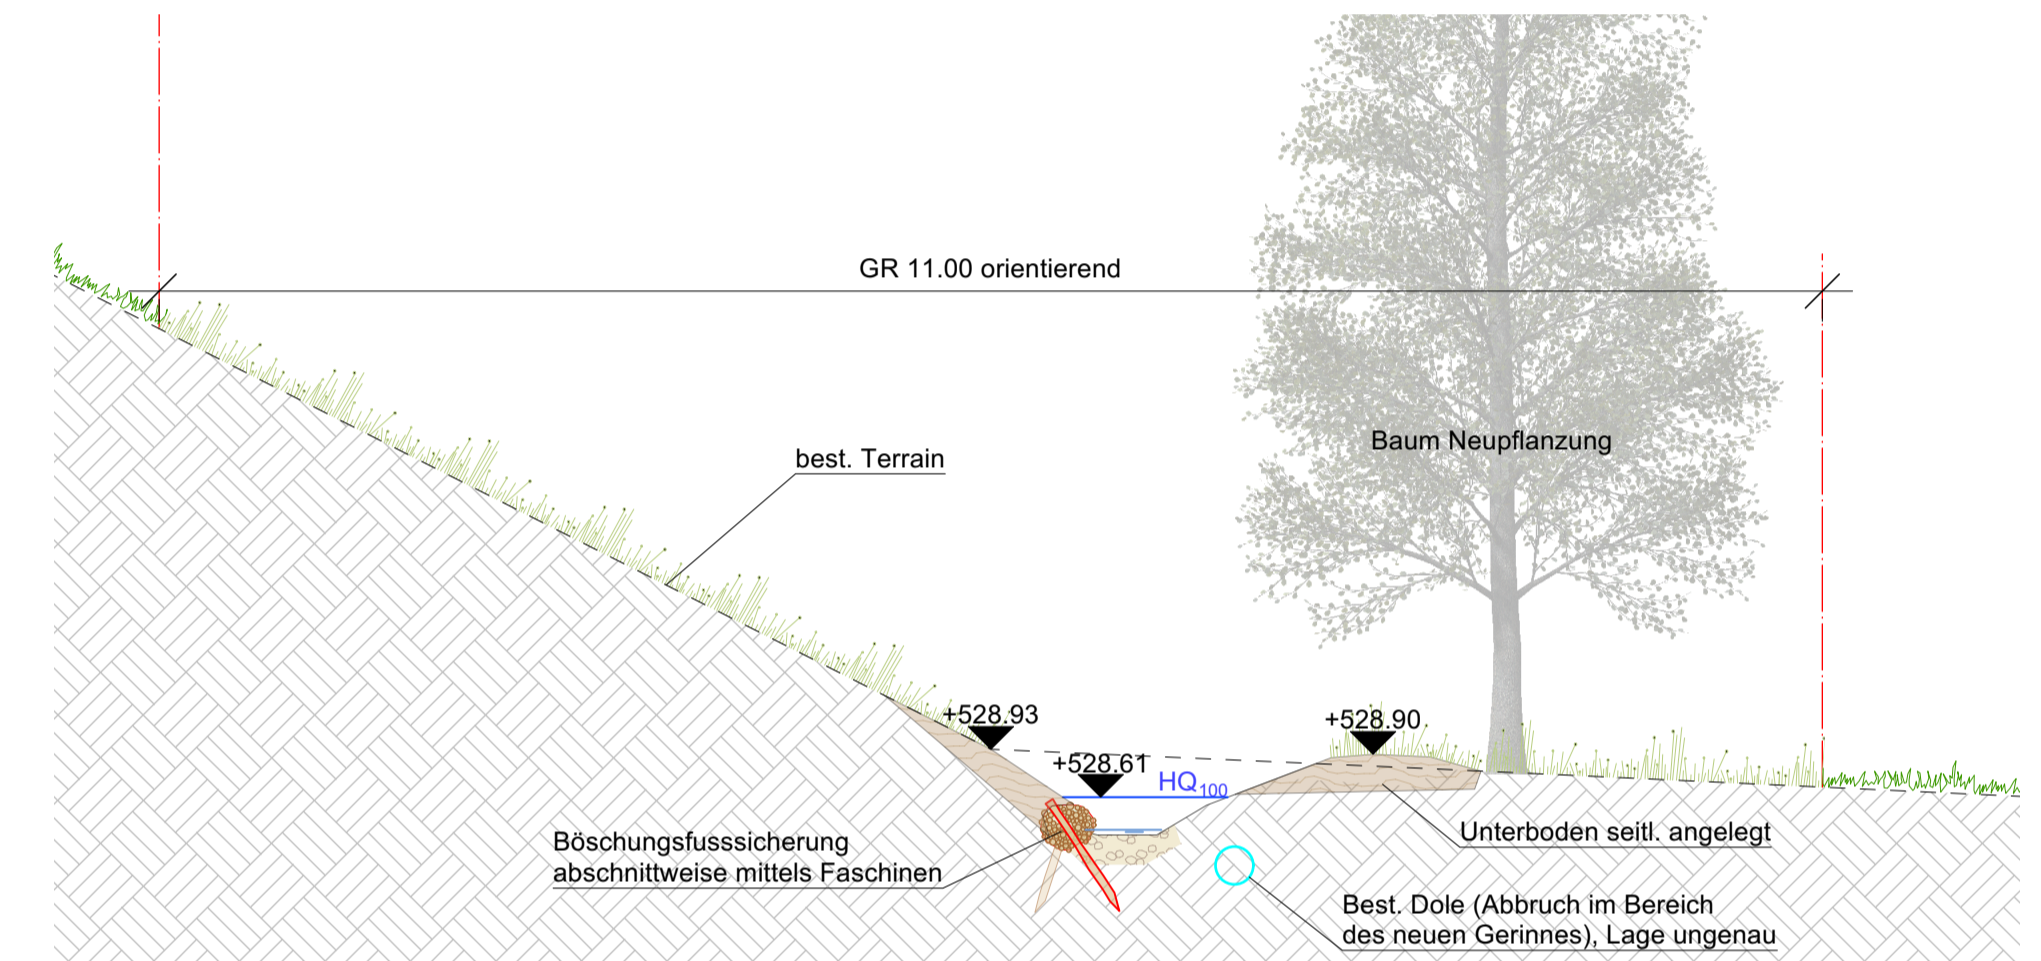 GR 11.00 orientierend
Baum Neupflanzung
best. Terrain
+528.93
+528.90
+528.61
HQ100
Unterboden seitl. angelegt
Böschungsfusssicherung
abschnittweise mittels Faschinen
Best. Dole (Abbruch im Bereich
des neuen Gerinnes), Lage ungenau